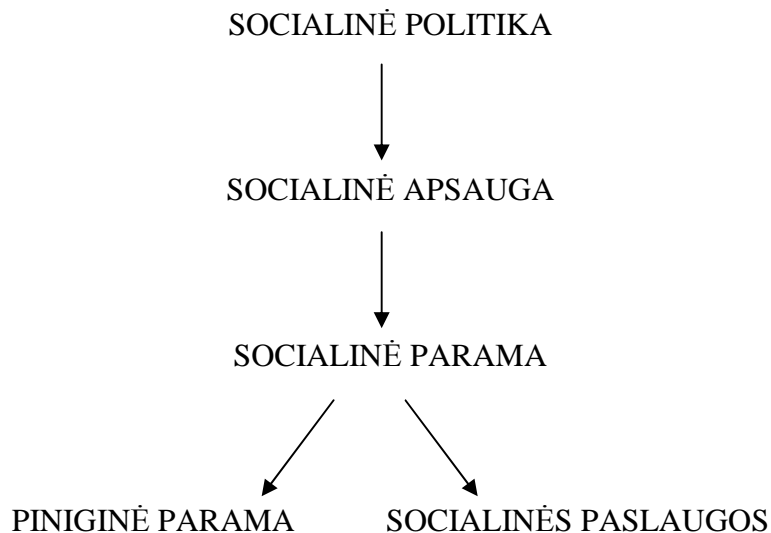 SOCIALINĖ POLITIKA
SOCIALINĖ APSAUGA
SOCIALINĖ PARAMA
PINIGINĖ PARAMA SOCIALINĖS PASLAUGOS